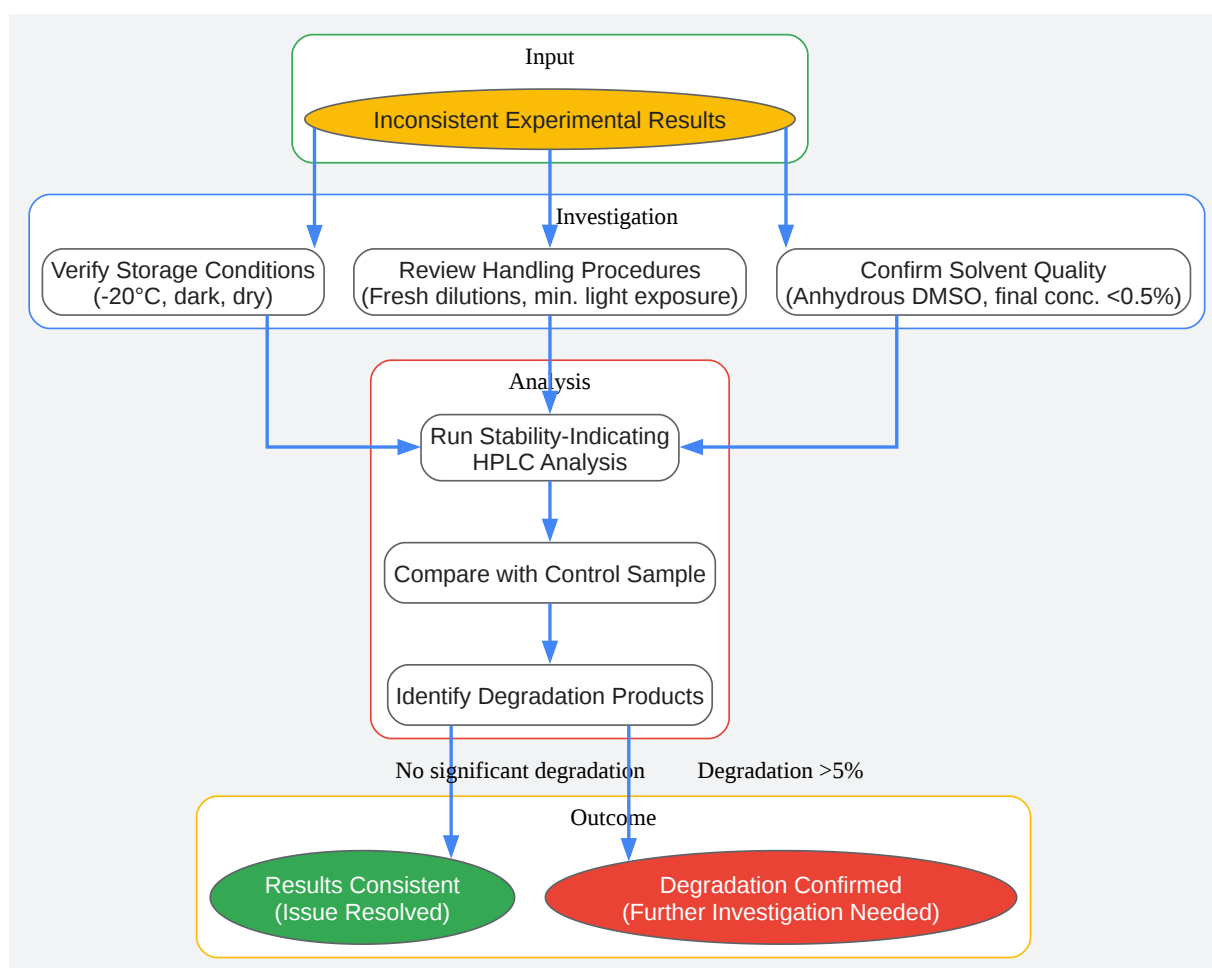 Input
Inconsistent Experimental Results
Investigation
Verify Storage Conditions
(-20°C, dark, dry)
Review Handling Procedures
(Fresh dilutions, min. light exposure)
Confirm Solvent Quality
(Anhydrous DMSO, final conc. <0.5%)
Analysis
Run Stability-Indicating
HPLC Analysis
Compare with Control Sample
Identify Degradation Products
No significant degradation
Degradation >5%
Outcome
Results Consistent
(Issue Resolved)
Degradation Confirmed
(Further Investigation Needed)